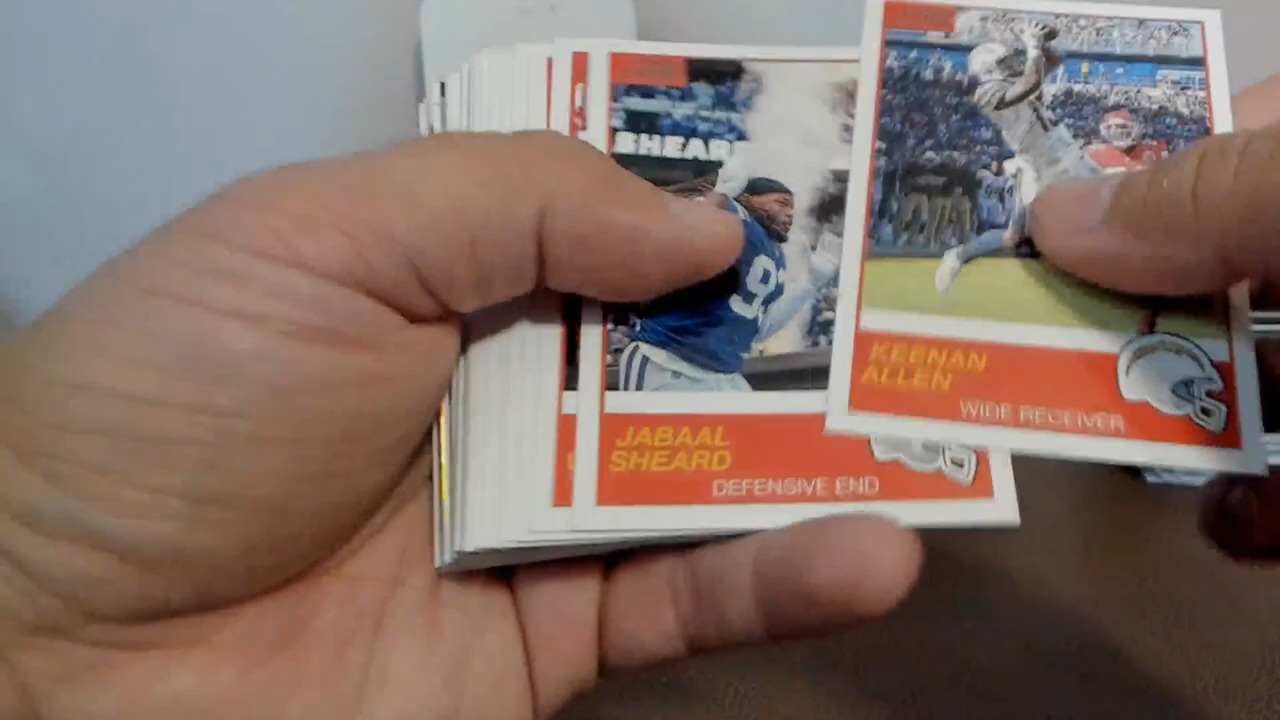 SHEAR
JABAAL
SHEARD
DEFENSIVE END
KEENAN
ALLEN
WIDE RECEIVER